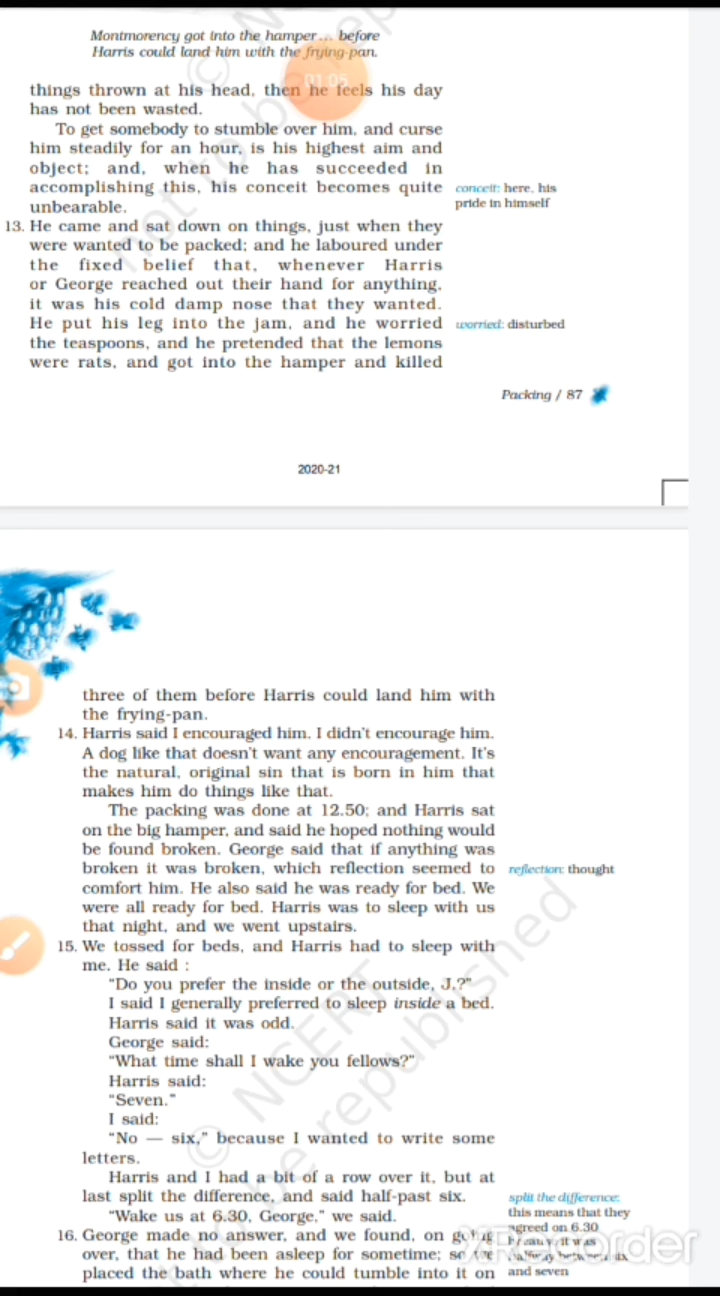 Montmorency got into the hamper... before
Harris could land him with the frying-pan.
01:05
things thrown at his head, then he feels his day
has not been wasted.
To get somebody to stumble over him, and curse
him steadily for an hour, is his highest aim and
object; and, when he has succeeded in
accomplishing this, his conceit becomes quite
unbearable.
conceit: here, his
pride in himself
13. He came and sat down on things, just when they
were wanted to be packed; and he laboured under
the fixed belief that, whenever Harris
or George reached out their hand for anything,
it was his cold damp nose that they wanted.
He put his leg into the jam, and he worried
the teaspoons, and he pretended that the lemons
were rats, and got into the hamper and killed
worried: disturbed
Packing / 87
2020-21
three of them before Harris could land him with
the frying-pan.
14. Harris said I encouraged him. I didn't encourage him.
A dog like that doesn't want any encouragement. It's
the natural, original sin that is born in him that
makes him do things like that.
The packing was done at 12.50; and Harris sat
on the big hamper, and said he hoped nothing would
be found broken. George said that if anything was
broken it was broken, which reflection seemed to
comfort him. He also said he was ready for bed. We
were all ready for bed. Harris was to sleep with us
that night, and we went upstairs.
reflection: thought
15. We tossed for beds, and Harris had to sleep with
me. He said :
"Do you prefer the inside or the outside, J.?"
I said I generally preferred to sleep inside a bed.
Harris said it was odd.
George said:
"What time shall I wake you fellows?"
Harris said:
"Seven."
I said:
"No — six," because I wanted to write some
letters.
Harris and I had a bit of a row over it, but at
last split the difference, and said half-past six.
"Wake us at 6.30, George," we said.
split the difference:
this means that they
agreed on 6.30
because it was
halfway between six
and seven
16. George made no answer, and we found, on going
over, that he had been asleep for sometime; so we
placed the bath where he could tumble into it on
© NCERT
not to be republished
XRecorder